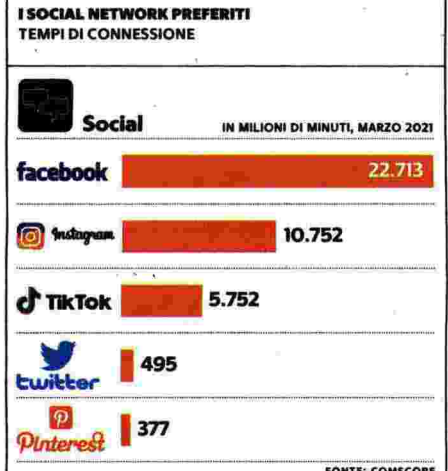 I SOCIAL NETWORK PREFERITI
TEMPI DI CONNESSIONE
Social
IN MILIONI DI MINUTI, MARZO 2021
facebook
22.713
Instagram
10.752
TikTok
5.752
twitter
495
Pinterest
377
FONTE: COMSCORE